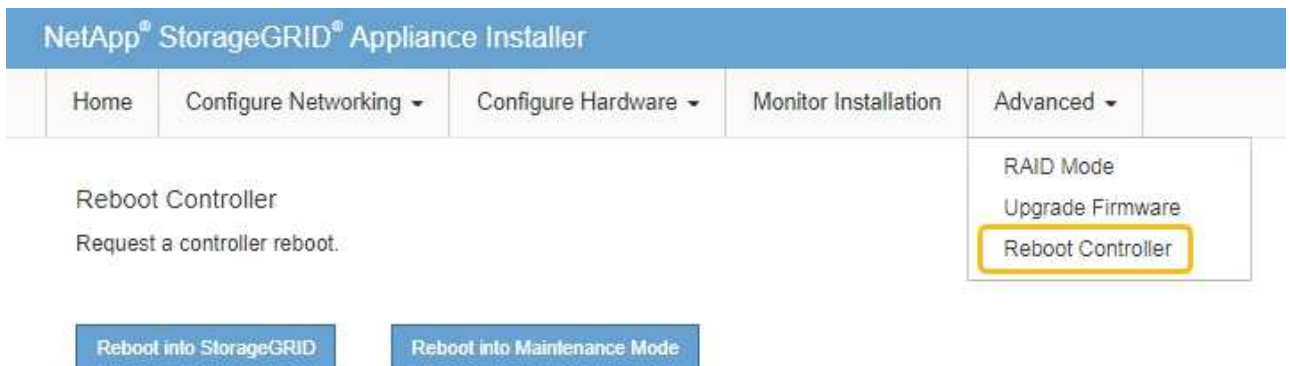 NetApp® StorageGRID® Appliance Installer
Home Configure Networking Configure Hardware Monitor Installation Advanced
RAID Mode
Upgrade Firmware
Reboot Controller
Reboot Controller
Request a controller reboot.
Reboot into StorageGRID Reboot into Maintenance Mode